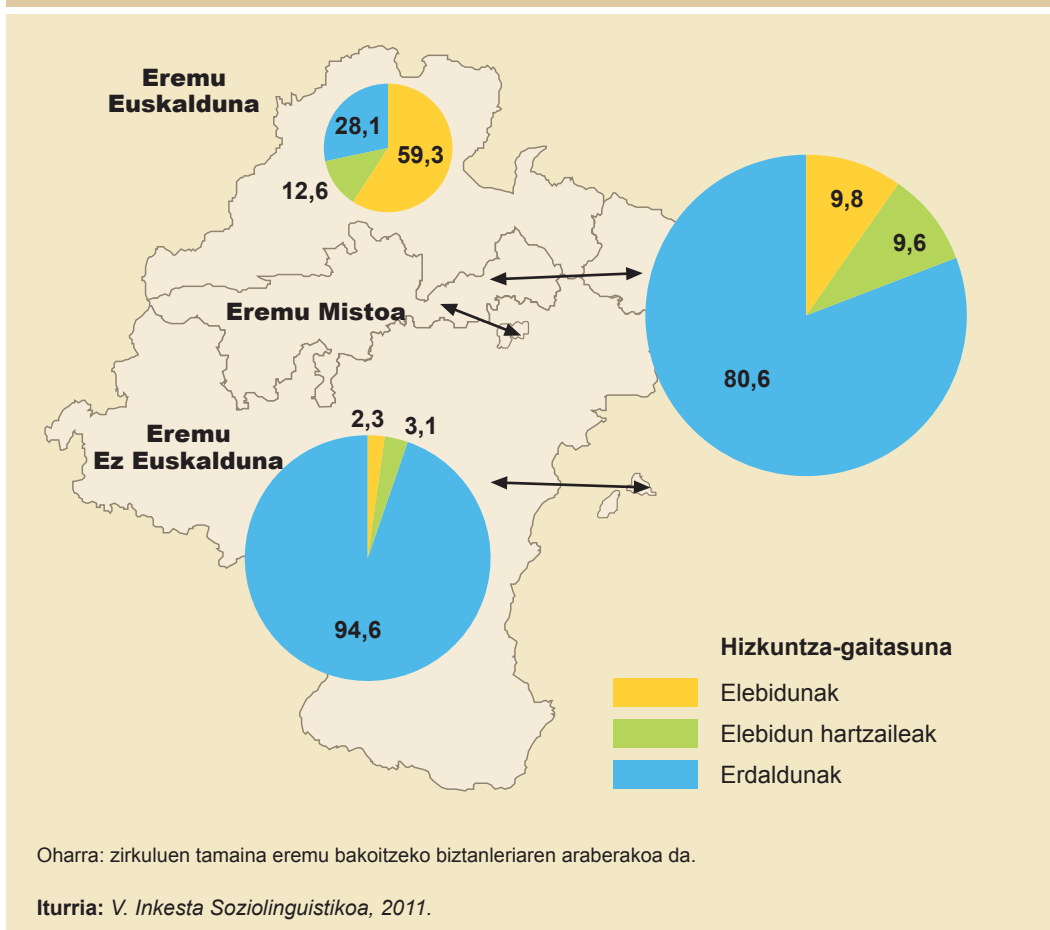 Eremu
Euskalduna
28,1
59,3
12,6
9,8
9,6
80,6
Eremu Mistoa
Eremu
Ez Euskalduna
2,3
3,1
94,6
Hizkuntza-gaitasuna
Elebidunak
Elebidun hartzaileak
Erdaldunak
Oharra: zirkuluen tamaina eremu bakoitzeko biztanleriaren araberakoa da.
Iturria: V. Inkesta Soziolinguistikoa, 2011.